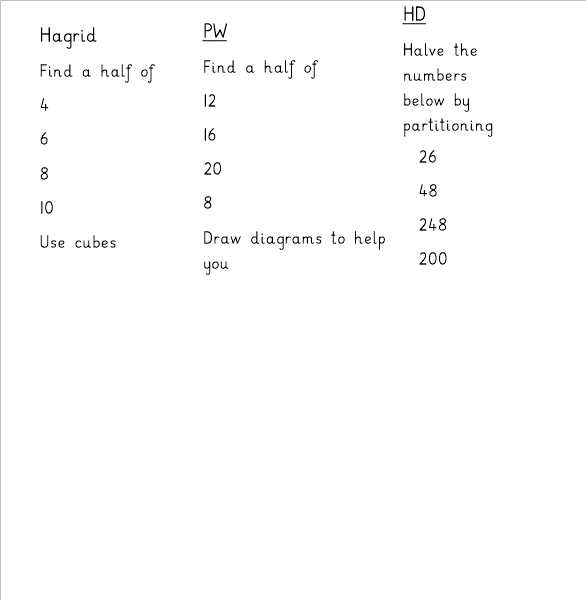 Hagrid
Find a half of
4
6
8
10
Use cubes
PW
Find a half of
12
16
20
8
Draw diagrams to help
you
HD
Halve the
numbers
below by
partitioning
26
48
248
200